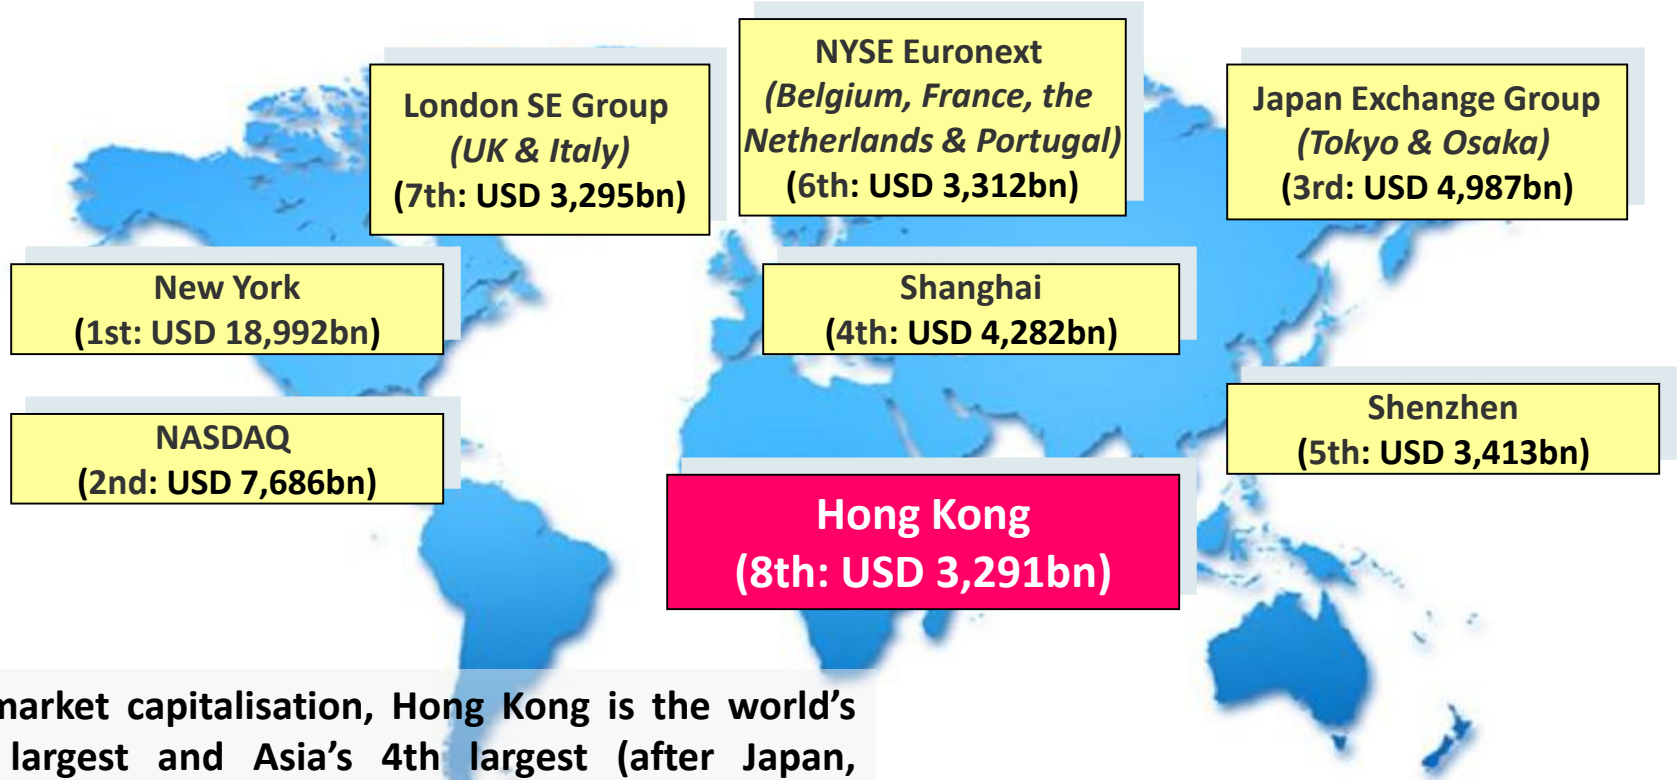 London SE Group
(UK & Italy)
(7th: USD 3,295bn)
NYSE Euronext
(Belgium, France, the
Netherlands & Portugal)
(6th: USD 3,312bn)
Japan Exchange Group
(Tokyo & Osaka)
(3rd: USD 4,987bn)
New York
(1st: USD 18,992bn)
Shanghai
(4th: USD 4,282bn)
NASDAQ
(2nd: USD 7,686bn)
Shenzhen
(5th: USD 3,413bn)
Hong Kong
(8th: USD 3,291bn)
market capitalisation, Hong Kong is the world's
largest and Asia's 4th largest (after Japan,